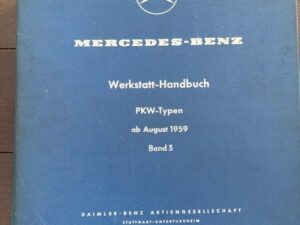 MERCEDES-BENZ
Werkstatt-Handbuch
PKW-Typen
ab August 1959
Band 3
DAIMLER-BENZ AKTIENGESELLSCHAFT
STUTTGART-UNTERTÜRKHEIM